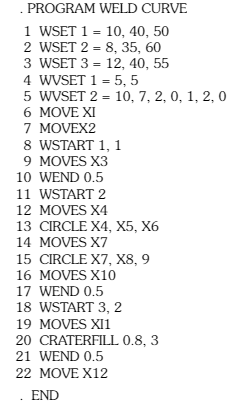 . PROGRAM WELD CURVE
1 WSET 1 = 10, 40, 50
2 WSET 2 = 8, 35, 60
3 WSET 3 = 12, 40, 55
4 WVSET 1 = 5, 5
5 WVSET 2 = 10, 7, 2, 0, 1, 2, 0
6 MOVE XI
7 MOVEX2
8 WSTART 1, 1
9 MOVES X3
10 WEND 0.5
11 WSTART 2
12 MOVES X4
13 CIRCLE X4, X5, X6
14 MOVES X7
15 CIRCLE X7, X8, 9
16 MOVES X10
17 WEND 0.5
18 WSTART 3, 2
19 MOVES XI1
20 CRATERFILL 0.8, 3
21 WEND 0.5
22 MOVE X12
. END